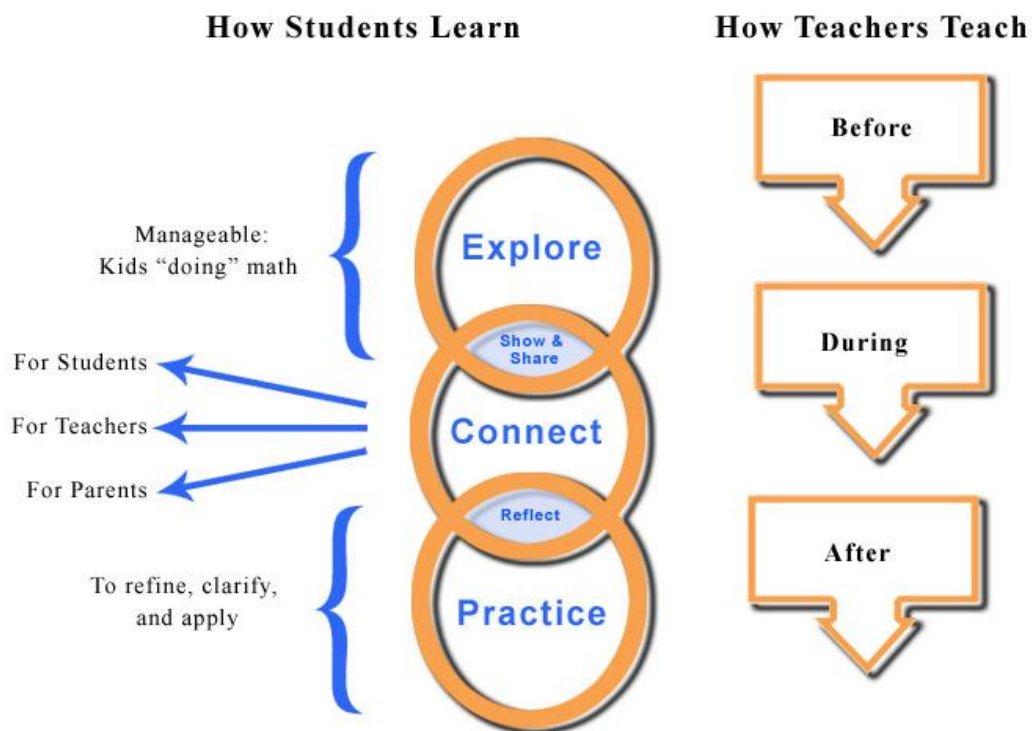 How Students Learn
How Teachers Teach
Manageable:
Kids “doing” math
For Students
For Teachers
For Parents
To refine, clarify,
and apply
Explore
Show &
Share
Connect
Reflect
Practice
Before
During
After